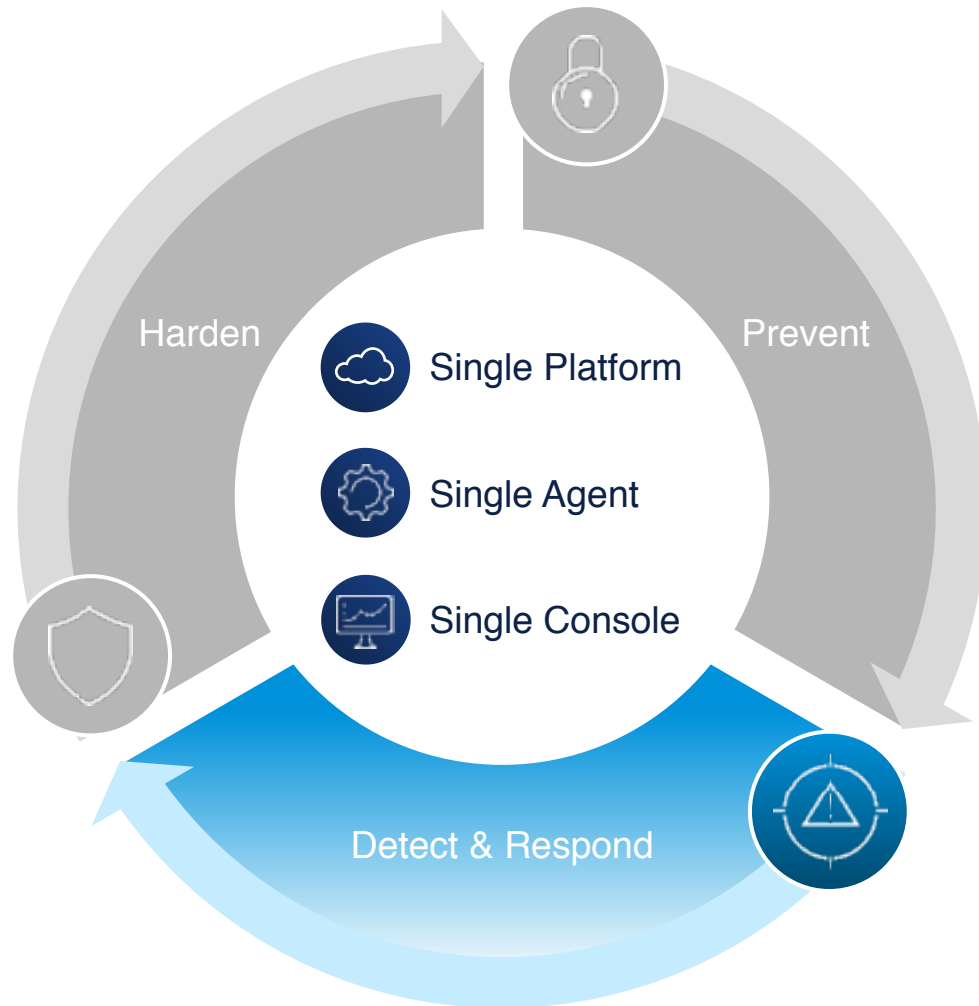 Harden
Prevent
Single Platform
Single Agent
Single Console
Detect & Respond